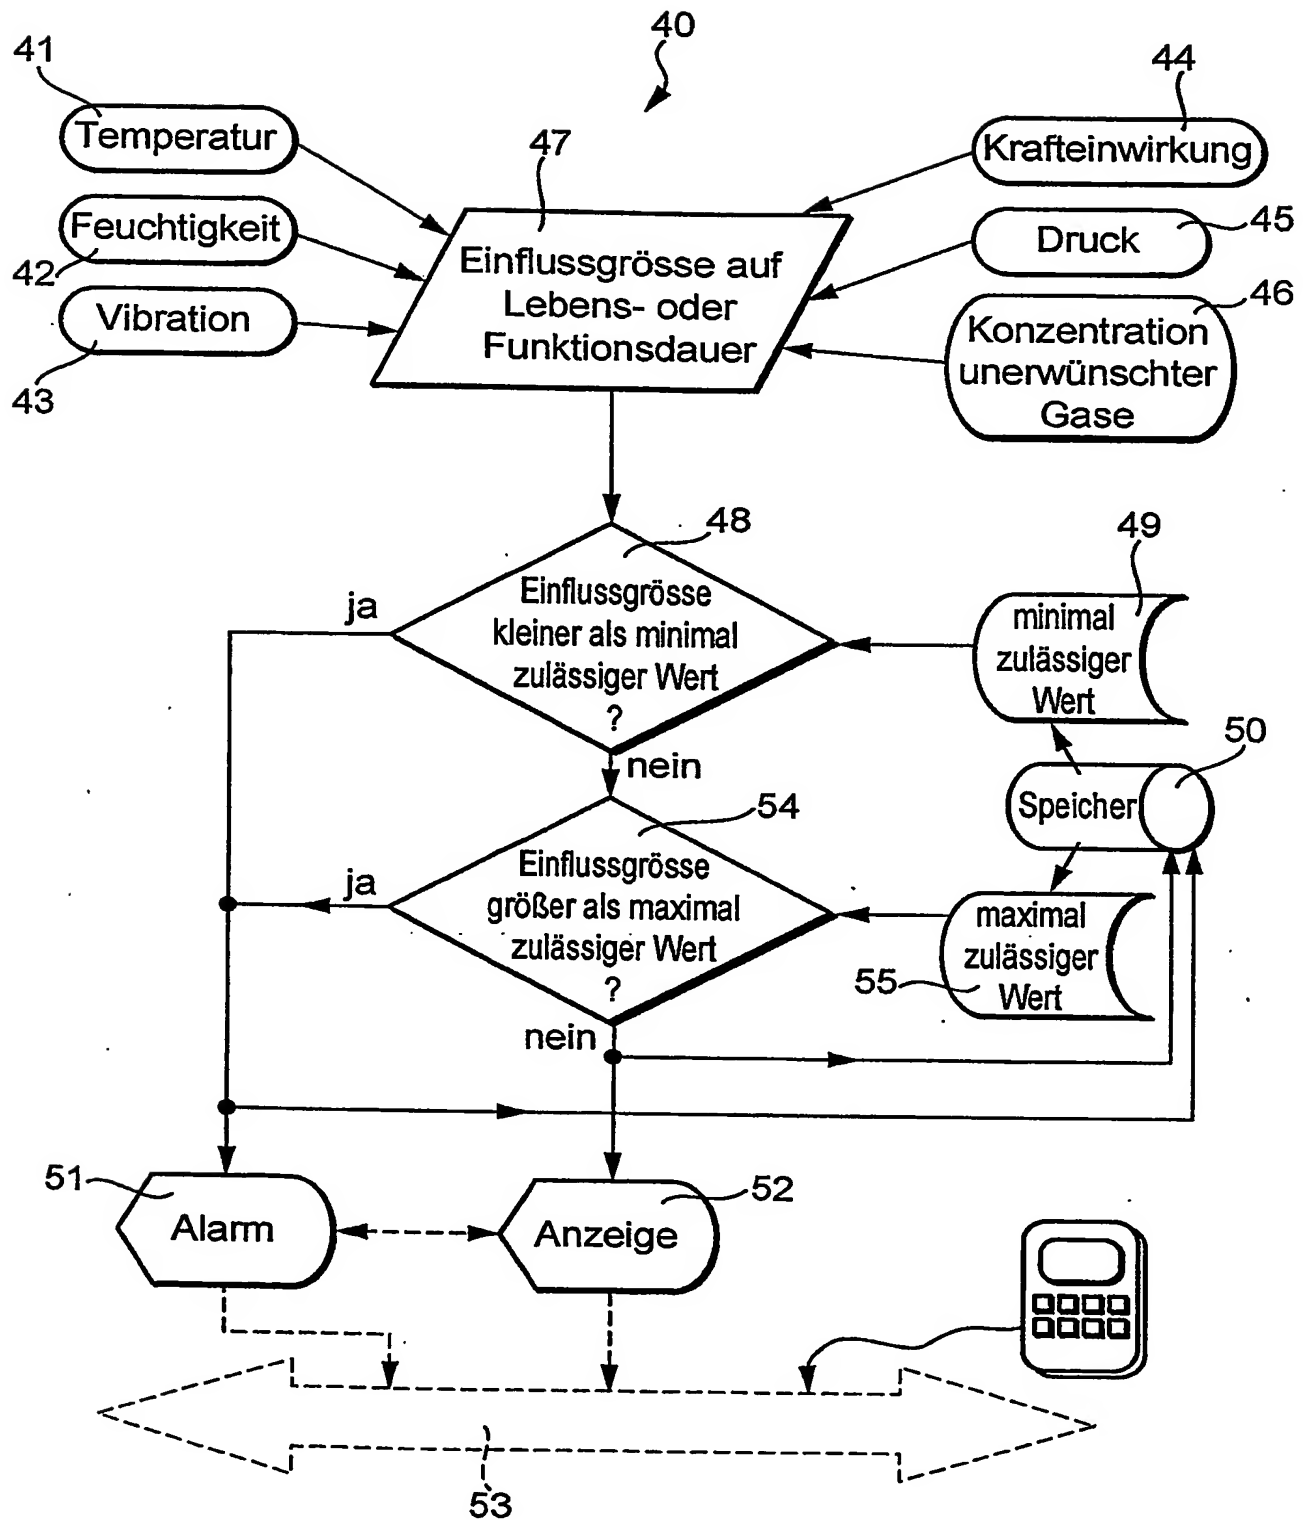 40
41
Temperatur
Feuchtigkeit
42
Vibration
43
44
Krafteinwirkung
Druck
45
46
Konzentration
unerwünschter
Gase
47
Einflussgrösse auf
Lebens- oder
Funktionsdauer
48
Einflussgrösse
kleiner als minimal
zulässiger Wert
?
ja
nein
49
minimal
zulässiger
Wert
50
Speicher
54
Einflussgrösse
größer als maximal
zulässiger Wert
?
ja
nein
maximal
zulässiger
Wert
55
51
Alarm
52
Anzeige
53